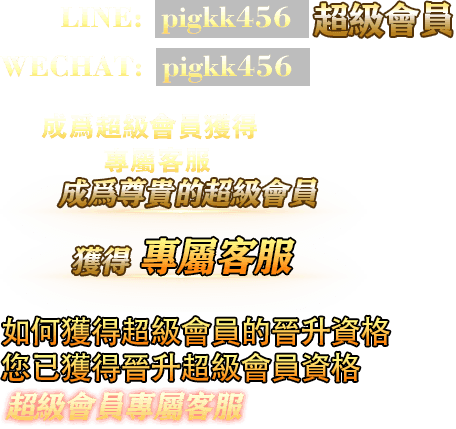 LINE: pigkk456 超級會員
WECHAT: pigkk456
成爲超級會員獲得
專屬客服
成爲尊貴的超級會員
獲得 專屬客服
如何獲得超級會員的晉升資格
您已獲得晉升超級會員資格
超級會員專屬客服